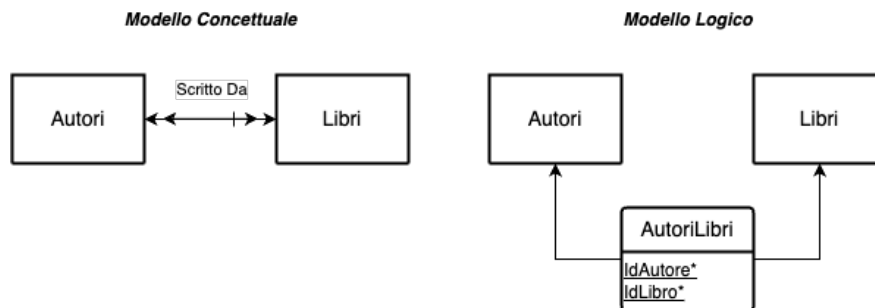 Modello Concettuale
Modello Logico
Scritto Da
Autori
Libri
Autori
Libri
AutoriLibri
IdAutore*
IdLibro*